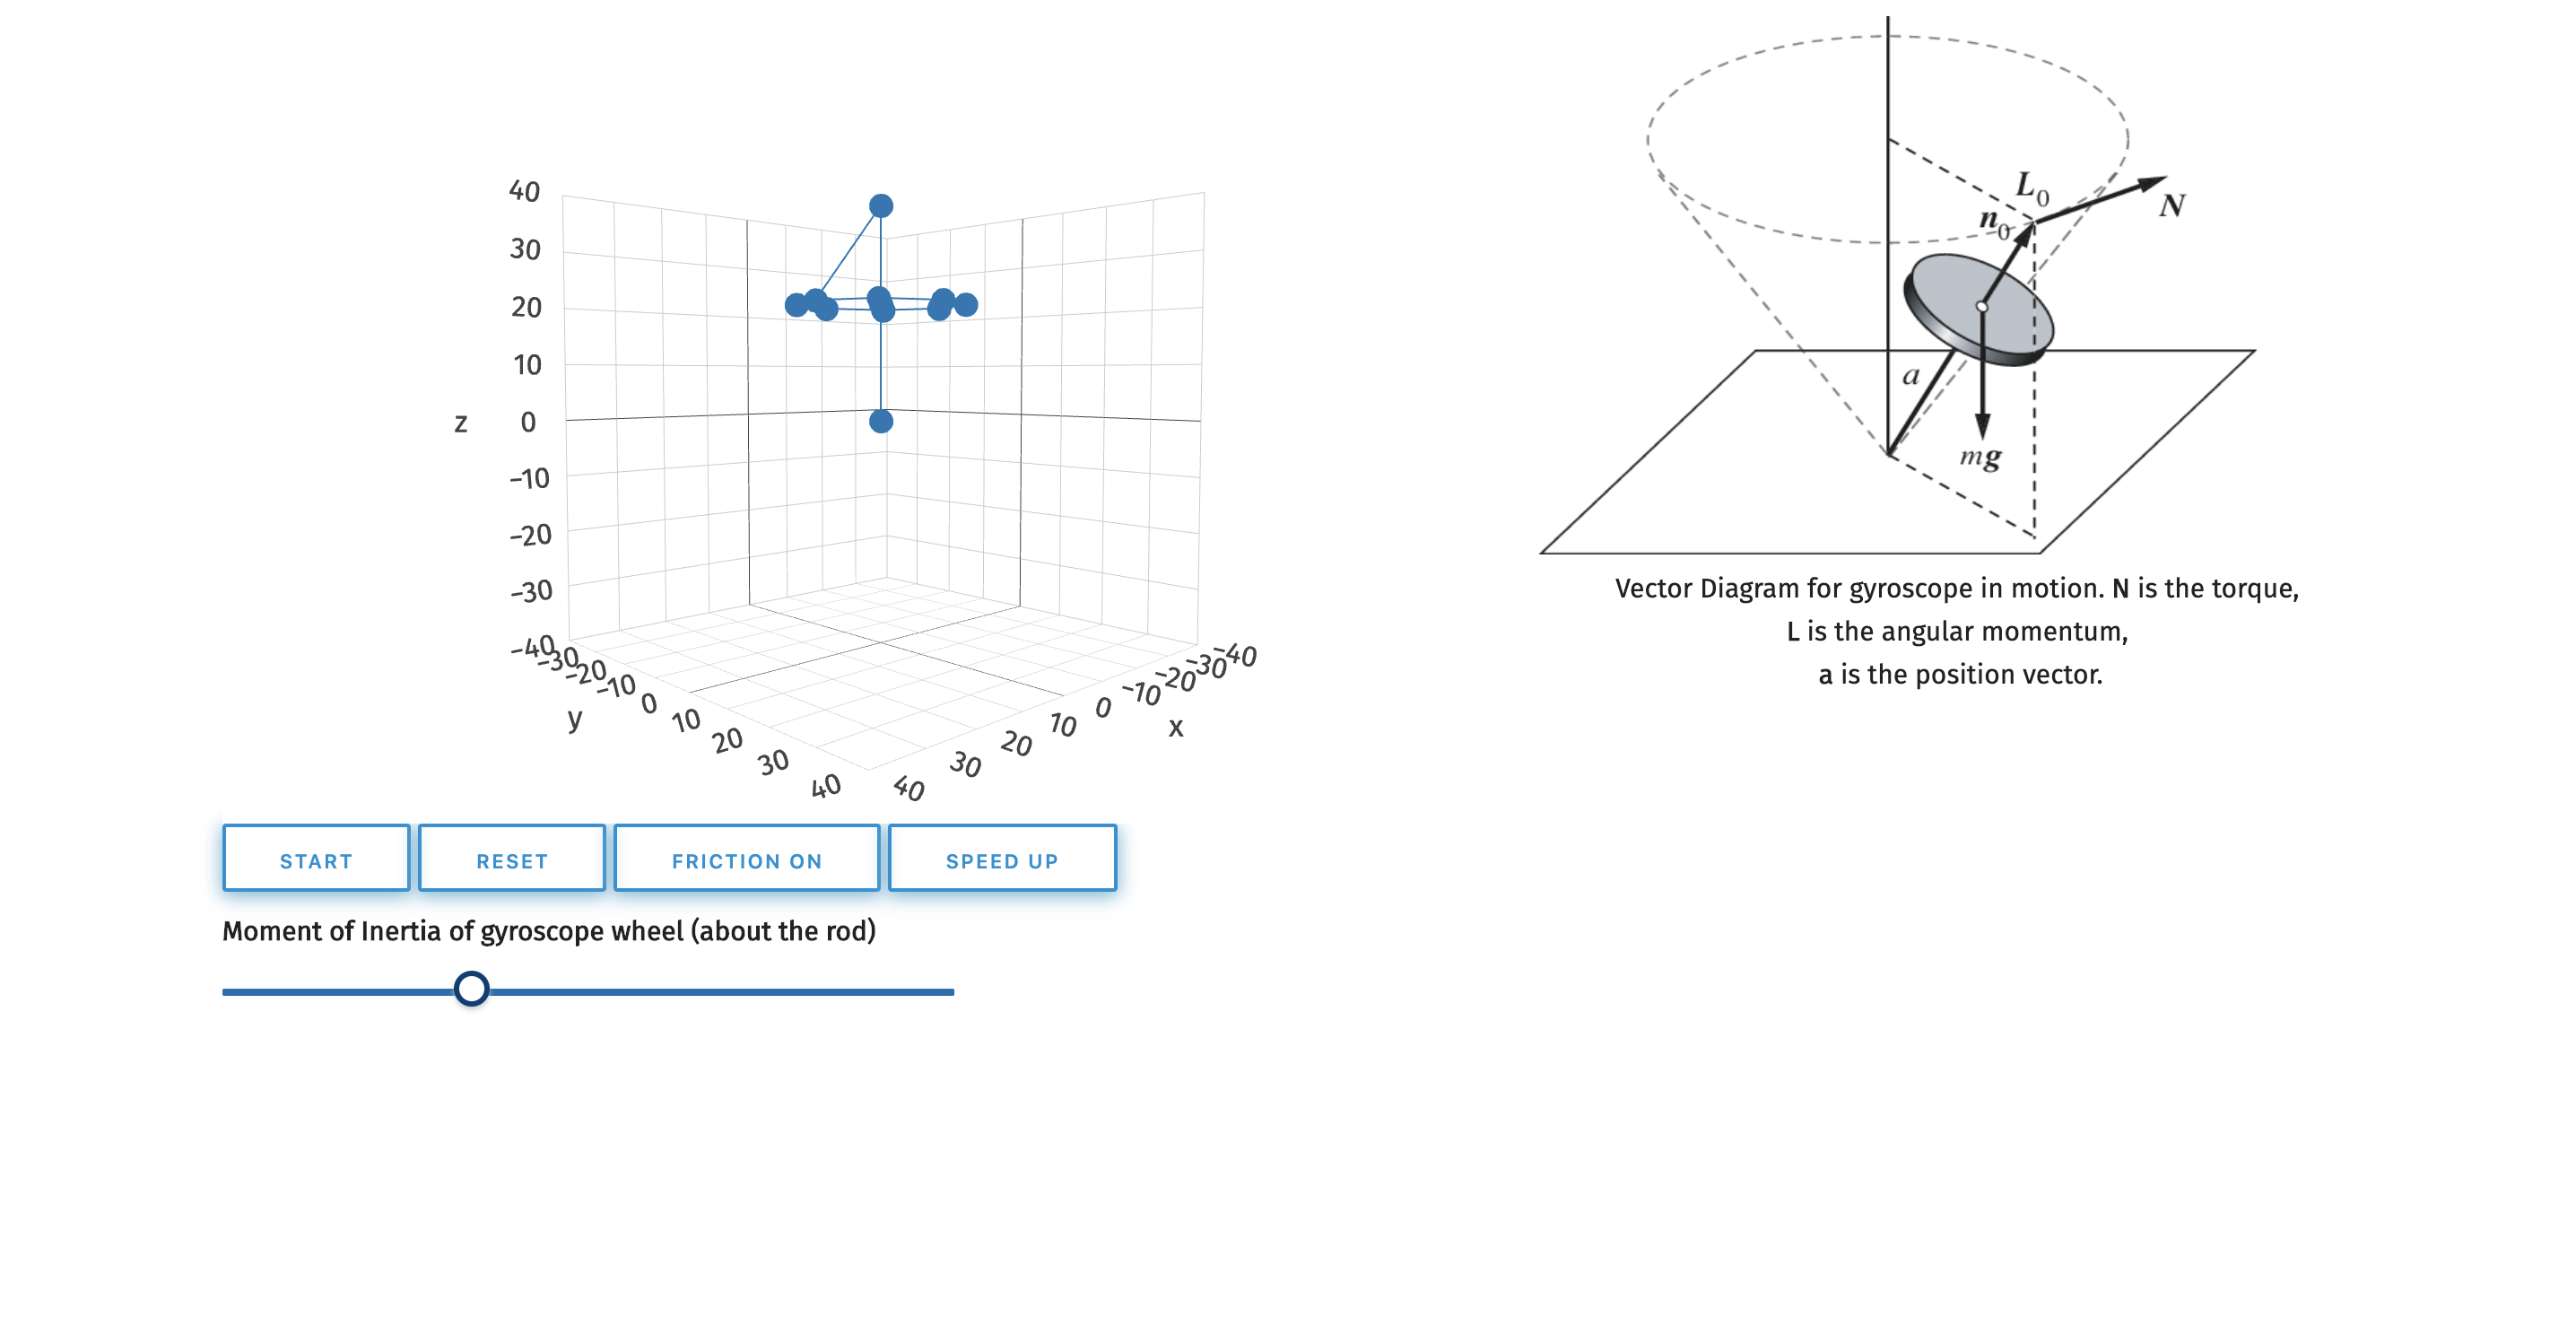 40
30
20
10
0
−10
−20
−30
−40
z
−30
−20
−10
0
10
20
30
40
y
−40
−30
−20
−10
0
10
20
30
40
x
START
RESET
FRICTION ON
SPEED UP
Moment of Inertia of gyroscope wheel (about the rod)
L0
n0
N
a
mg
Vector Diagram for gyroscope in motion. N is the torque,
L is the angular momentum,
a is the position vector.